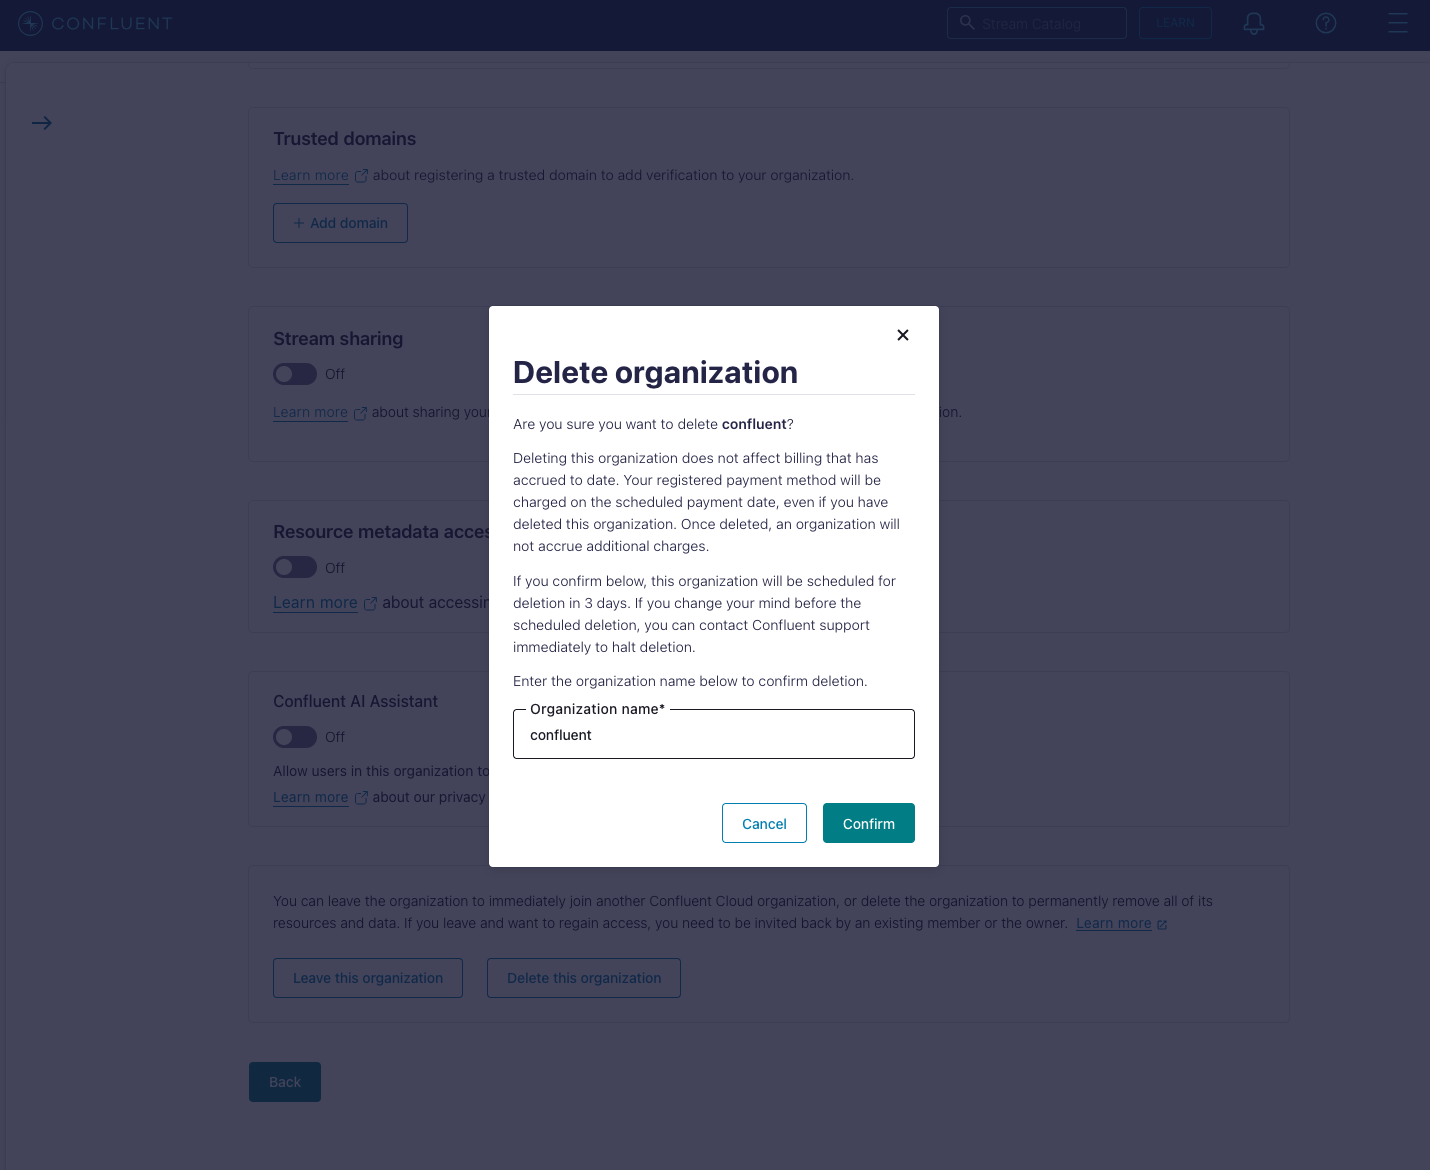 CONFLUENT
Stream Catalog
LEARN
Trusted domains
Learn more about registering a trusted domain to add verification to your organization.
+ Add domain
Stream sharing
Off
Learn more about sharing your
ion.
Resource metadata acces
Off
Learn more about accessin
Confluent AI Assistant
Off
Allow users in this organization to
Learn more about our privacy
Delete organization
Are you sure you want to delete confluent?
Deleting this organization does not affect billing that has
accrued to date. Your registered payment method will be
charged on the scheduled payment date, even if you have
deleted this organization. Once deleted, an organization will
not accrue additional charges.
If you confirm below, this organization will be scheduled for
deletion in 3 days. If you change your mind before the
scheduled deletion, you can contact Confluent support
immediately to halt deletion.
Enter the organization name below to confirm deletion.
Organization name*
confluent
Cancel
Confirm
You can leave the organization to immediately join another Confluent Cloud organization, or delete the organization to permanently remove all of its
resources and data. If you leave and want to regain access, you need to be invited back by an existing member or the owner. Learn more
Leave this organization
Delete this organization
Back